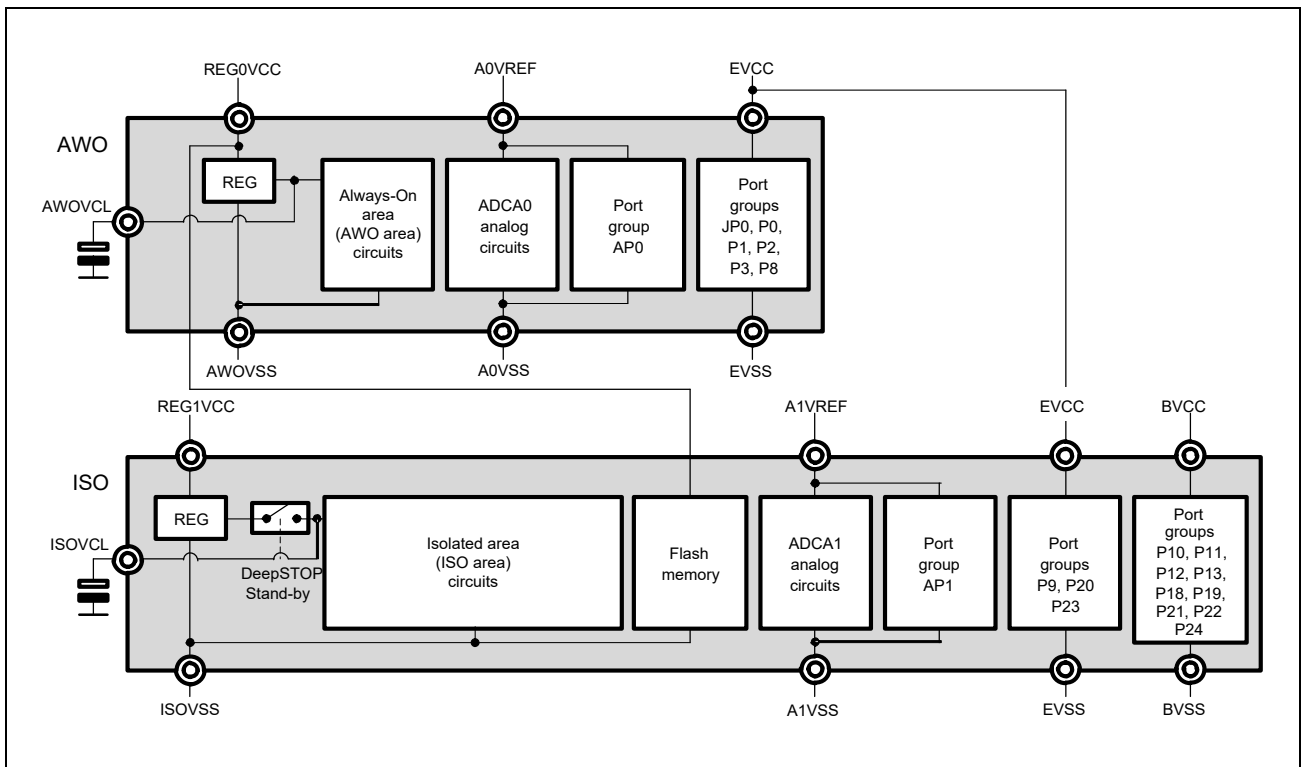 REG0VCC
A0VREF
EVCC
AWO
REG
AWOVCL
Always-On
area
(AWO area)
circuits
ADCA0
analog
circuits
Port
group
AP0
Port
groups
JP0, P0,
P1, P2,
P3, P8
AWOVSS
A0VSS
EVSS
REG1VCC
A1VREF
EVCC
BVCC
ISO
REG
ISOVCL
DeepSTOP
Stand-by
Isolated area
(ISO area)
circuits
Flash
memory
ADCA1
analog
circuits
Port
group
AP1
Port
groups
P9, P20
P23
Port
groups
P10, P11,
P12, P13,
P18, P19,
P21, P22
P24
ISOVSS
A1VSS
EVSS
BVSS